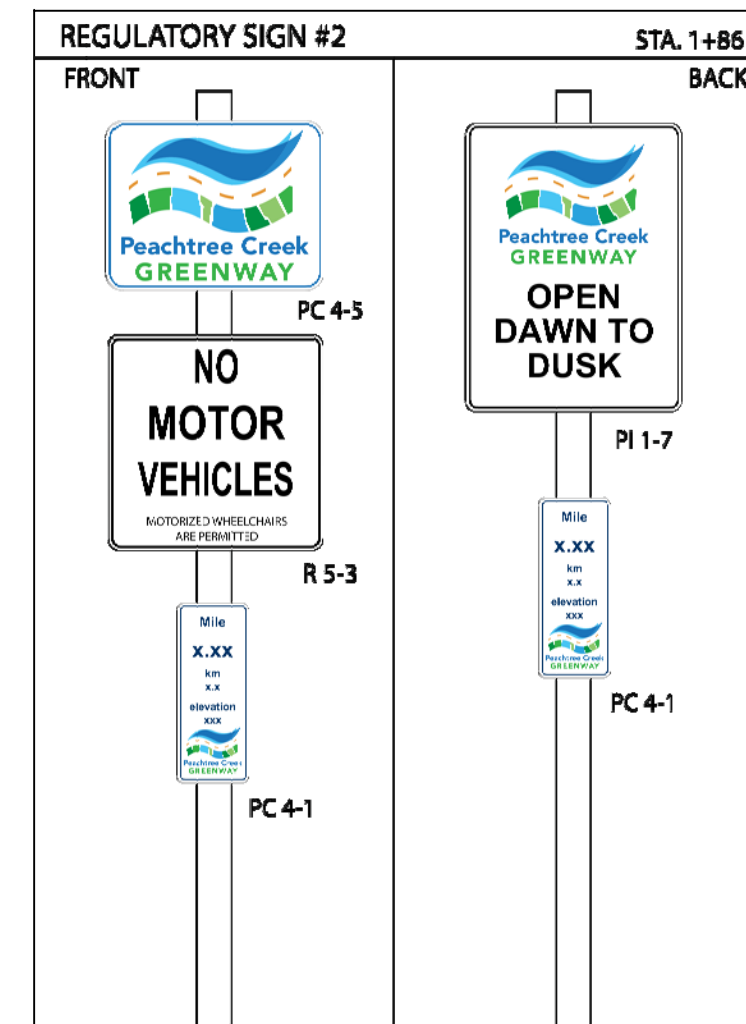 REGULATORY SIGN #2
STA. 1+86
FRONT
Peachtree Creek
GREENWAY
PC 4-5
NO
MOTOR
VEHICLES
MOTORIZED WHEELCHAIRS
ARE PERMITTED
R 5-3
Mile
x.xx
km
x.x
elevation
xxx
Peachtree Creek
GREENWAY
PC 4-1
BACK
Peachtree Creek
GREENWAY
OPEN
DAWN TO
DUSK
PI 1-7
Mile
x.xx
km
x.x
elevation
xxx
Peachtree Creek
GREENWAY
PC 4-1